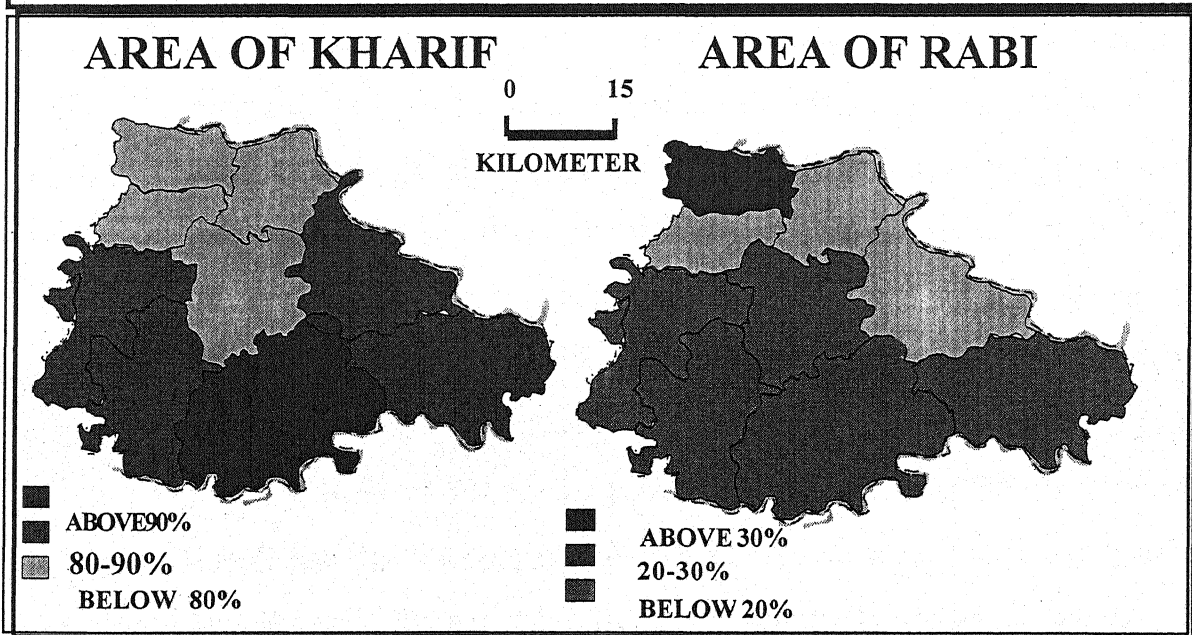 AREA OF KHARIF
AREA OF RABI
0 15
KILOMETER
ABOVE90%
80-90%
BELOW 80%
ABOVE 30%
20-30%
BELOW 20%